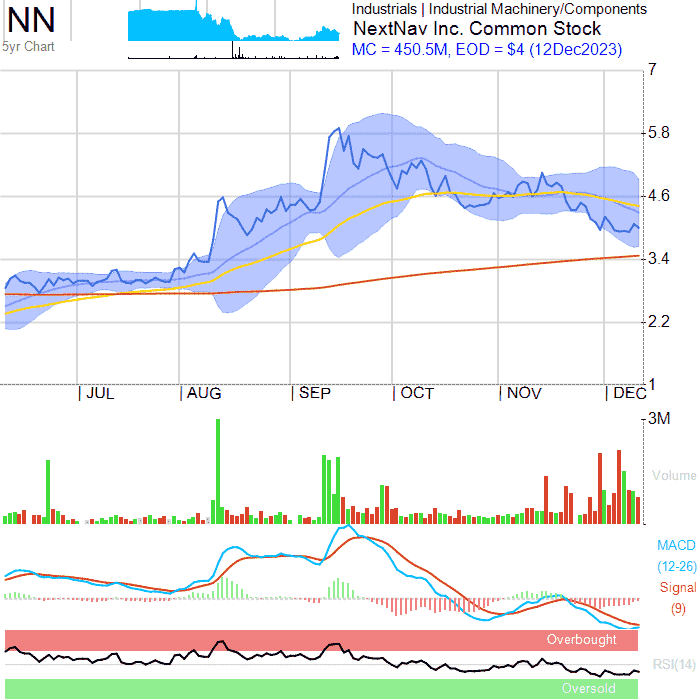 NN
5yr Chart
Industrials | Industrial Machinery/Components
NextNav Inc. Common Stock
MC = 450.5M, EOD = $4 (12Dec2023)
7
5.8
4.6
3.4
2.2
1
| JUL | AUG | SEP | OCT | NOV | DEC
3M
Volume
MACD
(12-26)
Signal
(9)
Overbought
RSI(14)
Oversold